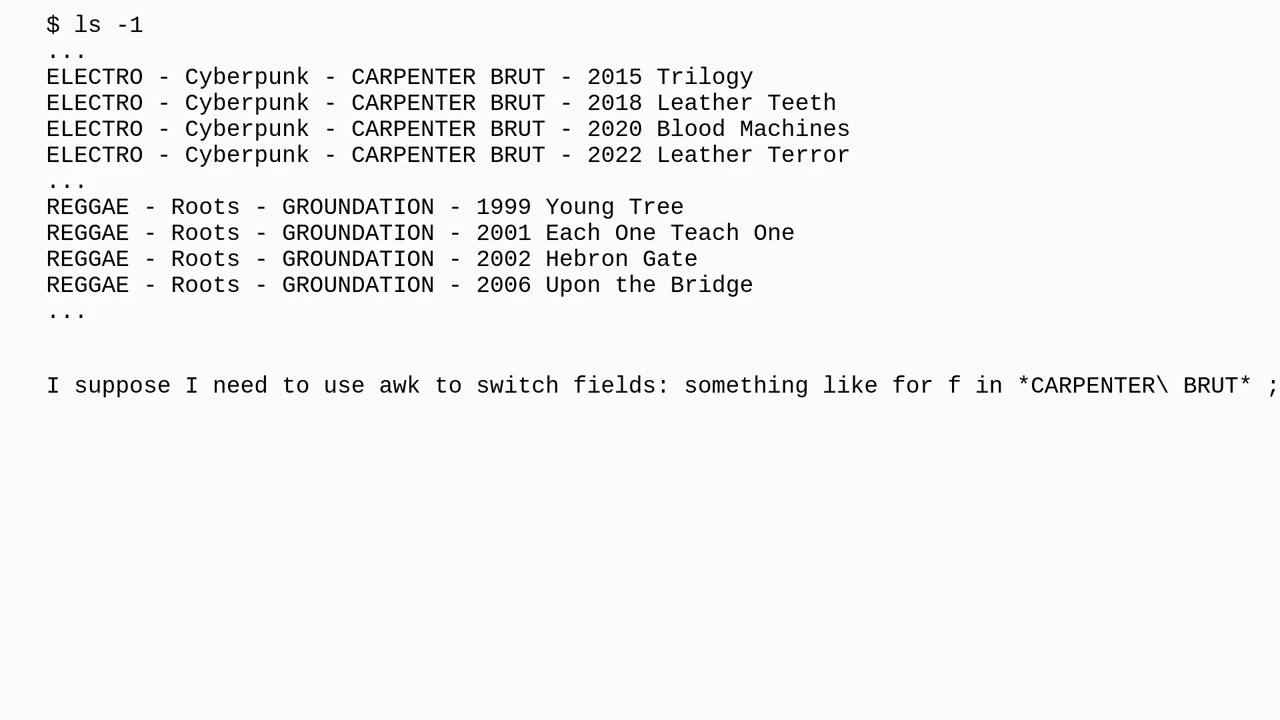 $ ls -1
...
ELECTRO - Cyberpunk - CARPENTER BRUT - 2015 Trilogy
ELECTRO - Cyberpunk - CARPENTER BRUT - 2018 Leather Teeth
ELECTRO - Cyberpunk - CARPENTER BRUT - 2020 Blood Machines
ELECTRO - Cyberpunk - CARPENTER BRUT - 2022 Leather Terror
...
REGGAE - Roots - GROUNDATION - 1999 Young Tree
REGGAE - Roots - GROUNDATION - 2001 Each One Teach One
REGGAE - Roots - GROUNDATION - 2002 Hebron Gate
REGGAE - Roots - GROUNDATION - 2006 Upon the Bridge
...
I suppose I need to use awk to switch fields: something like for f in *CARPENTER\ BRUT* ;